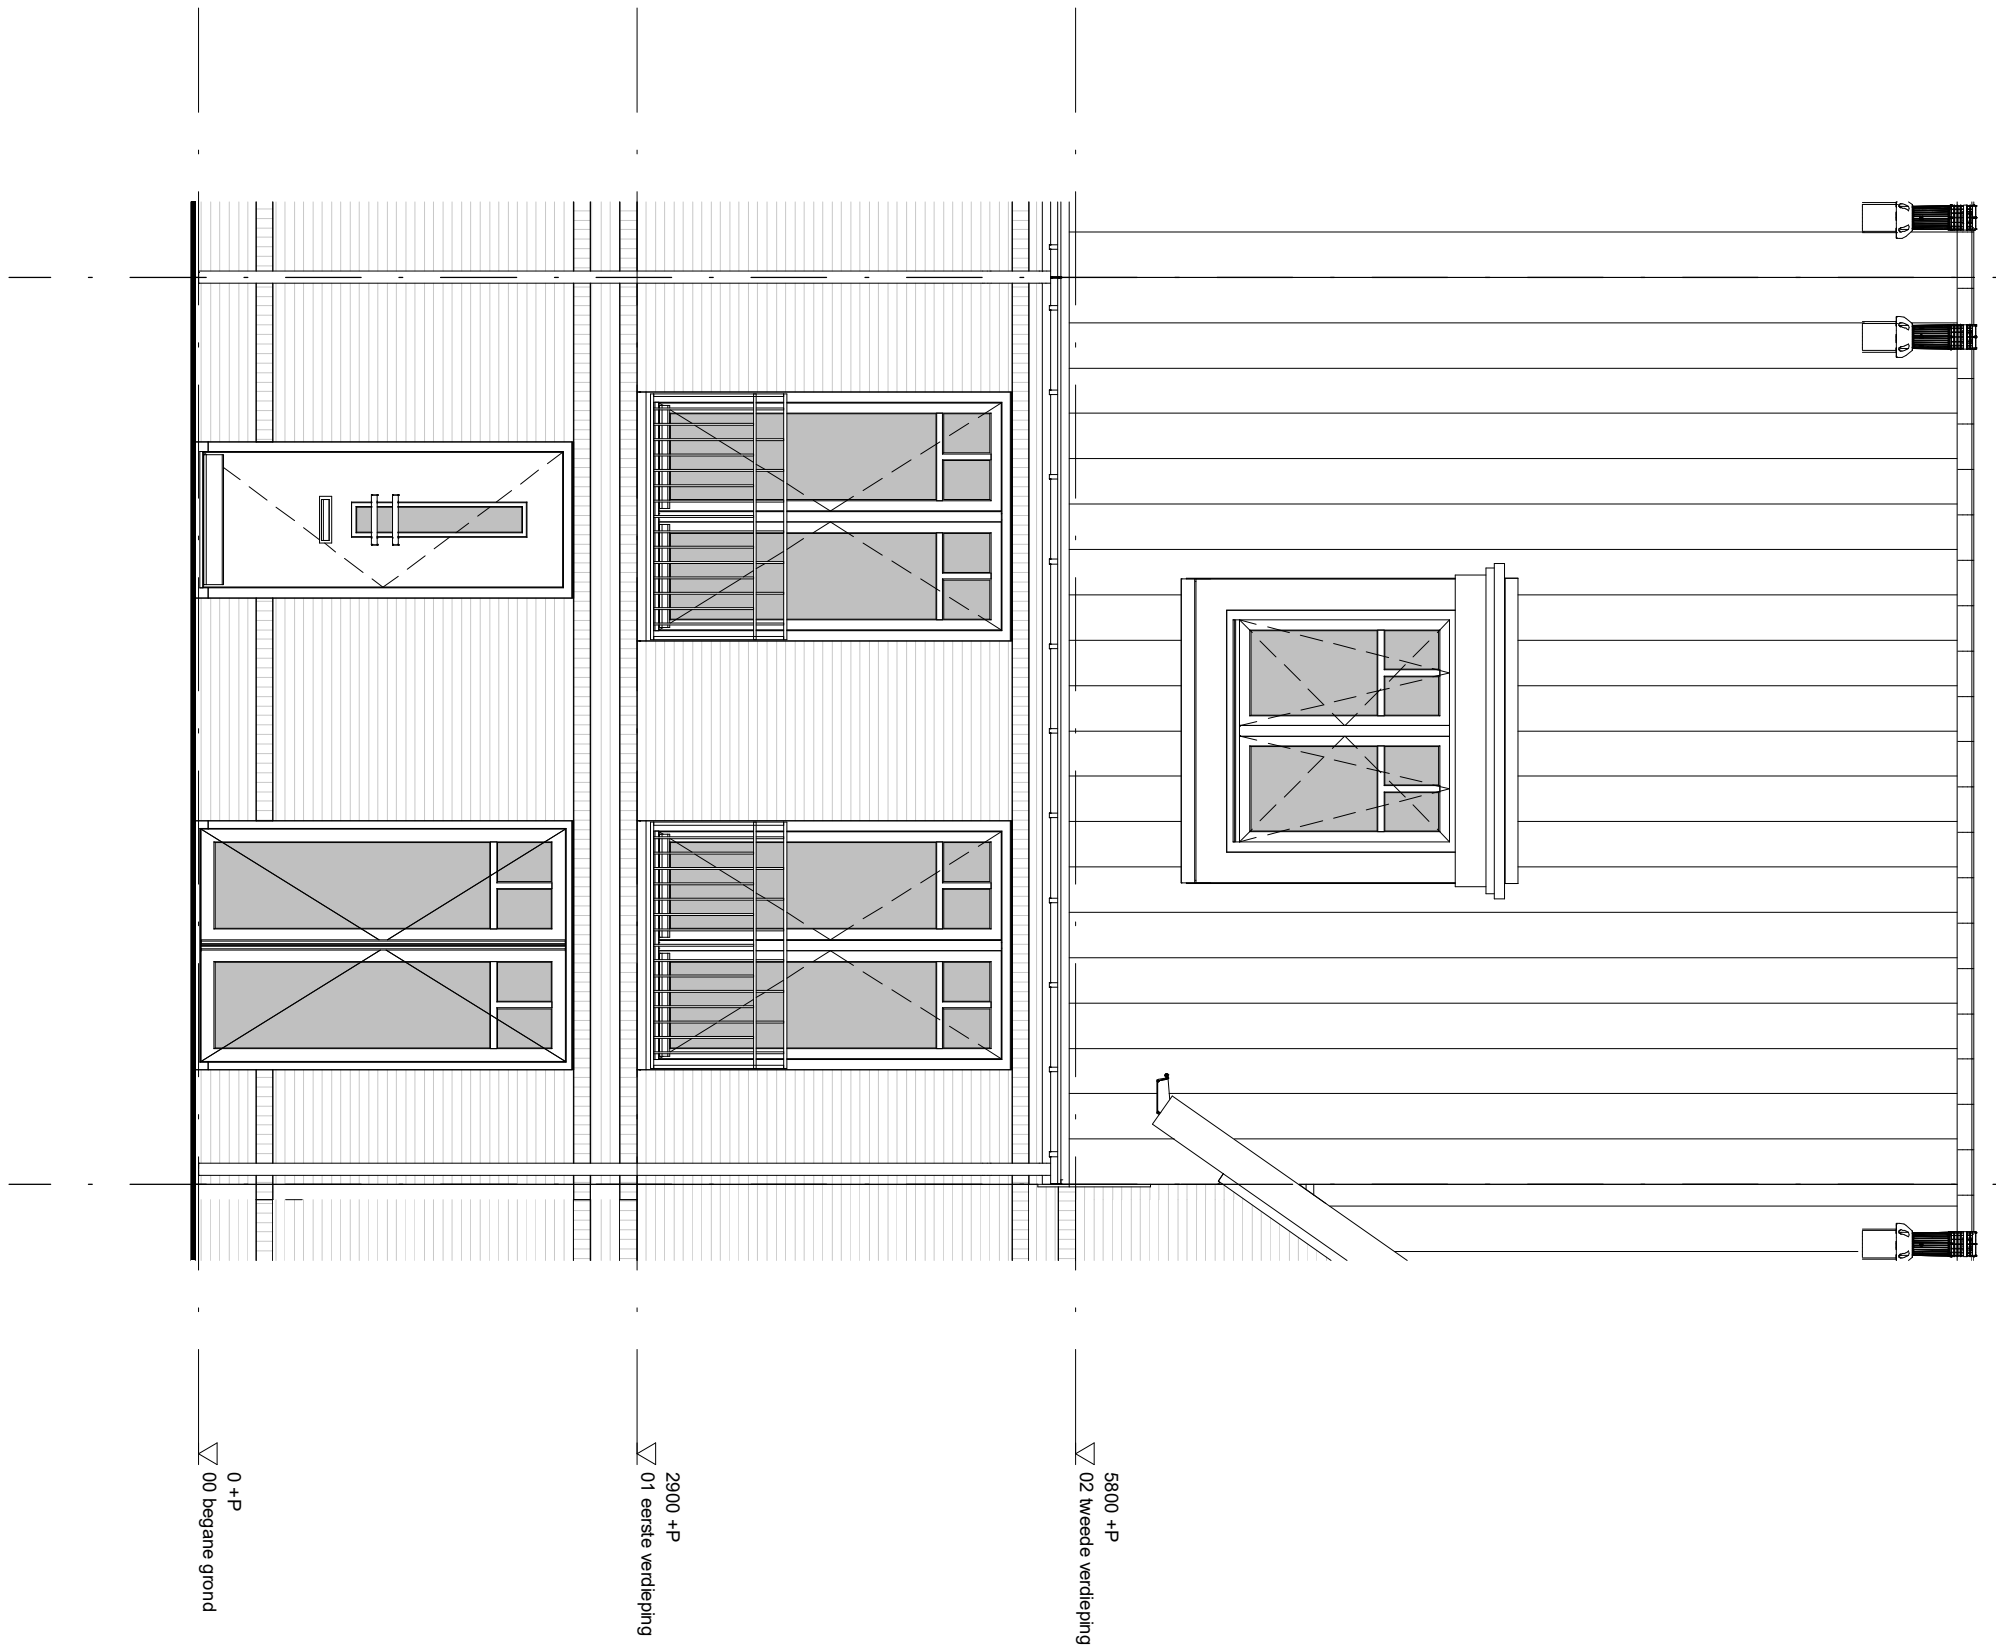 5800 +P
02 tweede verdieping
2900 +P
01 eerste verdieping
0 +P
00 begane grond